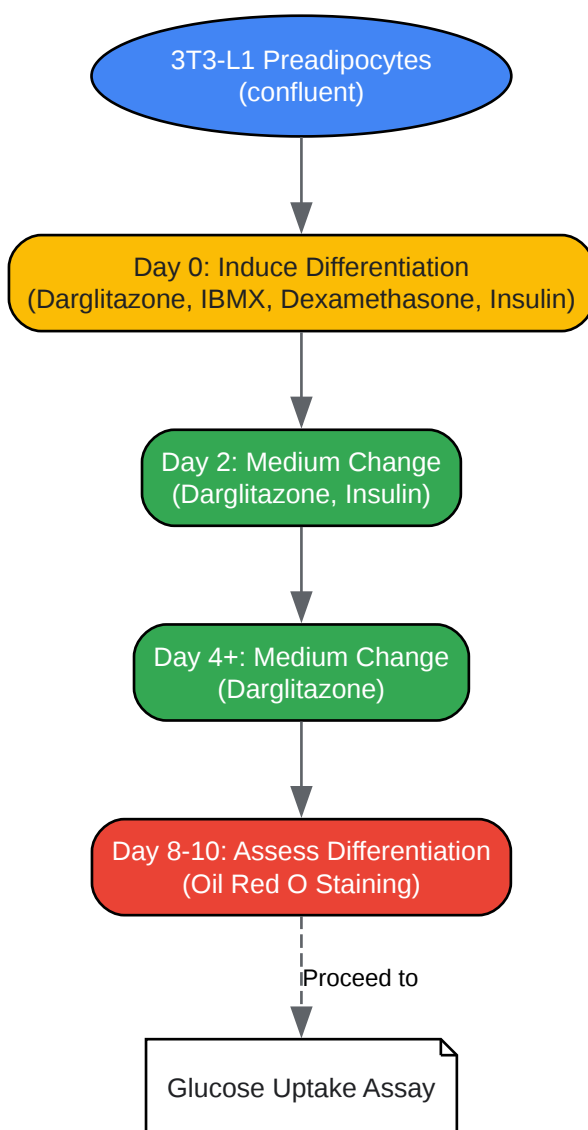 3T3-L1 Preadipocytes
(confluent)
Day 0: Induce Differentiation
(Darglitazone, IBMX, Dexamethasone, Insulin)
Day 2: Medium Change
(Darglitazone, Insulin)
Day 4+: Medium Change
(Darglitazone)
Day 8-10: Assess Differentiation
(Oil Red O Staining)
Proceed to
Glucose Uptake Assay